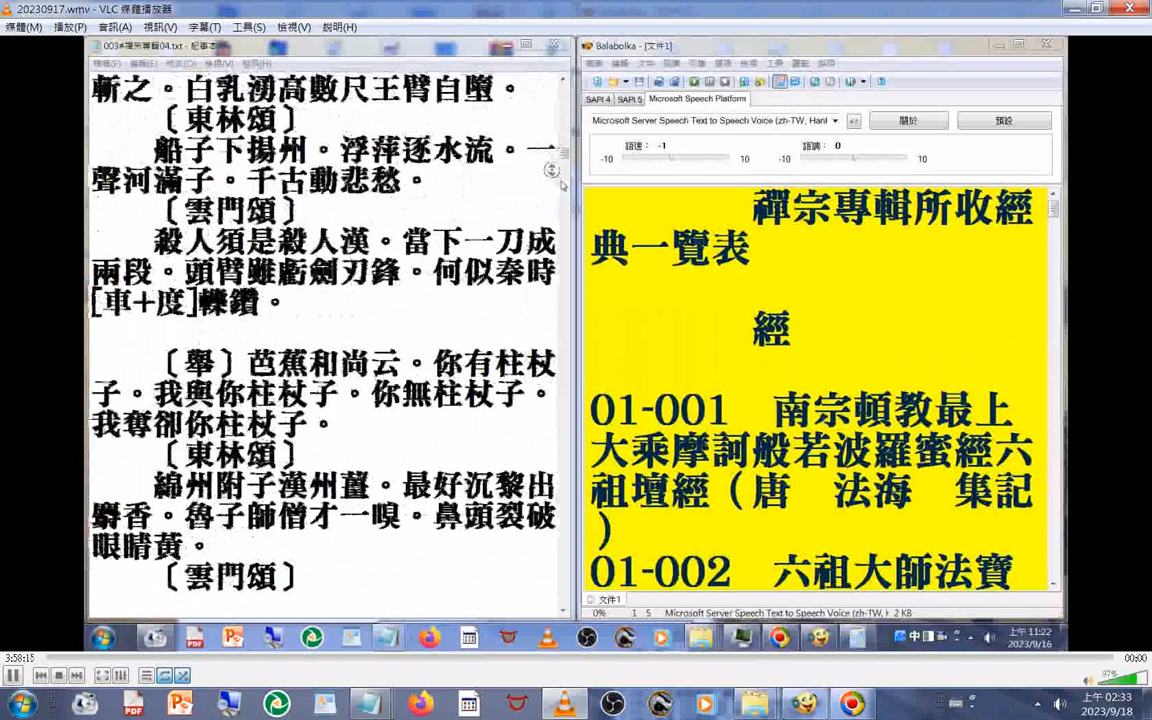 20230917.wmv - VLC 媒體播放器
媒體(M) 播放(P) 音訊(A) 視訊(V) 字幕(T) 工具(S) 檢視(V) 說明(H)
003#禪宗專輯04.txt - 記事本
斬之。白乳湧高數尺王臂自墮。
〔東林頌〕
船子下揚州。浮萍逐水流。一
聲河滿子。千古動悲愁。
〔雲門頌〕
殺人須是殺人漢。當下一刀成
兩段。頭臂雖虧劍刃鋒。何似秦時
[車+度]轢鑽。
〔舉〕芭蕉和尚云。你有柱杖
子。我與你柱杖子。你無柱杖子。
我奪卻你柱杖子。
〔東林頌〕
綿州附子漢州薑。最好沉黎出
麝香。魯子師僧才一嗅。鼻頭裂破
眼睛黃。
〔雲門頌〕
Balabolka - [文件1]
SAPI 4 SAPI 5 Microsoft Speech Platform
Microsoft Server Speech Text to Speech Voice (zh-TW, Hanl
關於 預設
語速： -1 語調： 0
-10 10 -10 10
禪宗專輯所收經
典一覽表
經
01-001 南宗頓教最上
大乘摩訶般若波羅蜜經六
祖壇經（唐 法海 集記
）
01-002 六祖大師法寶
文件1
0% 1 5 Microsoft Server Speech Text to Speech Voice (zh-TW, H 2 KB
中
上午 11:22
2023/9/16
3:58:15 00:00
97%
上午 02:33
2023/9/18